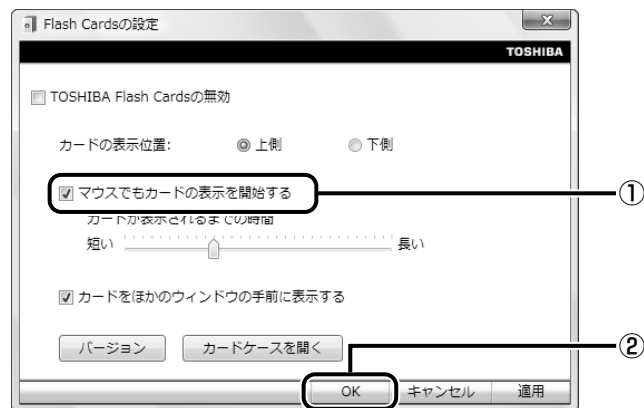 Flash Cardsの設定
TOSHIBA
TOSHIBA Flash Cardsの無効
カードの表示位置: 上側 下側
マウスでもカードの表示を開始する
①
カードが表示されるまでの時間
短い 長い
カードをほかのウィンドウの手前に表示する
バージョン カードケースを開く
②
OK キャンセル 適用